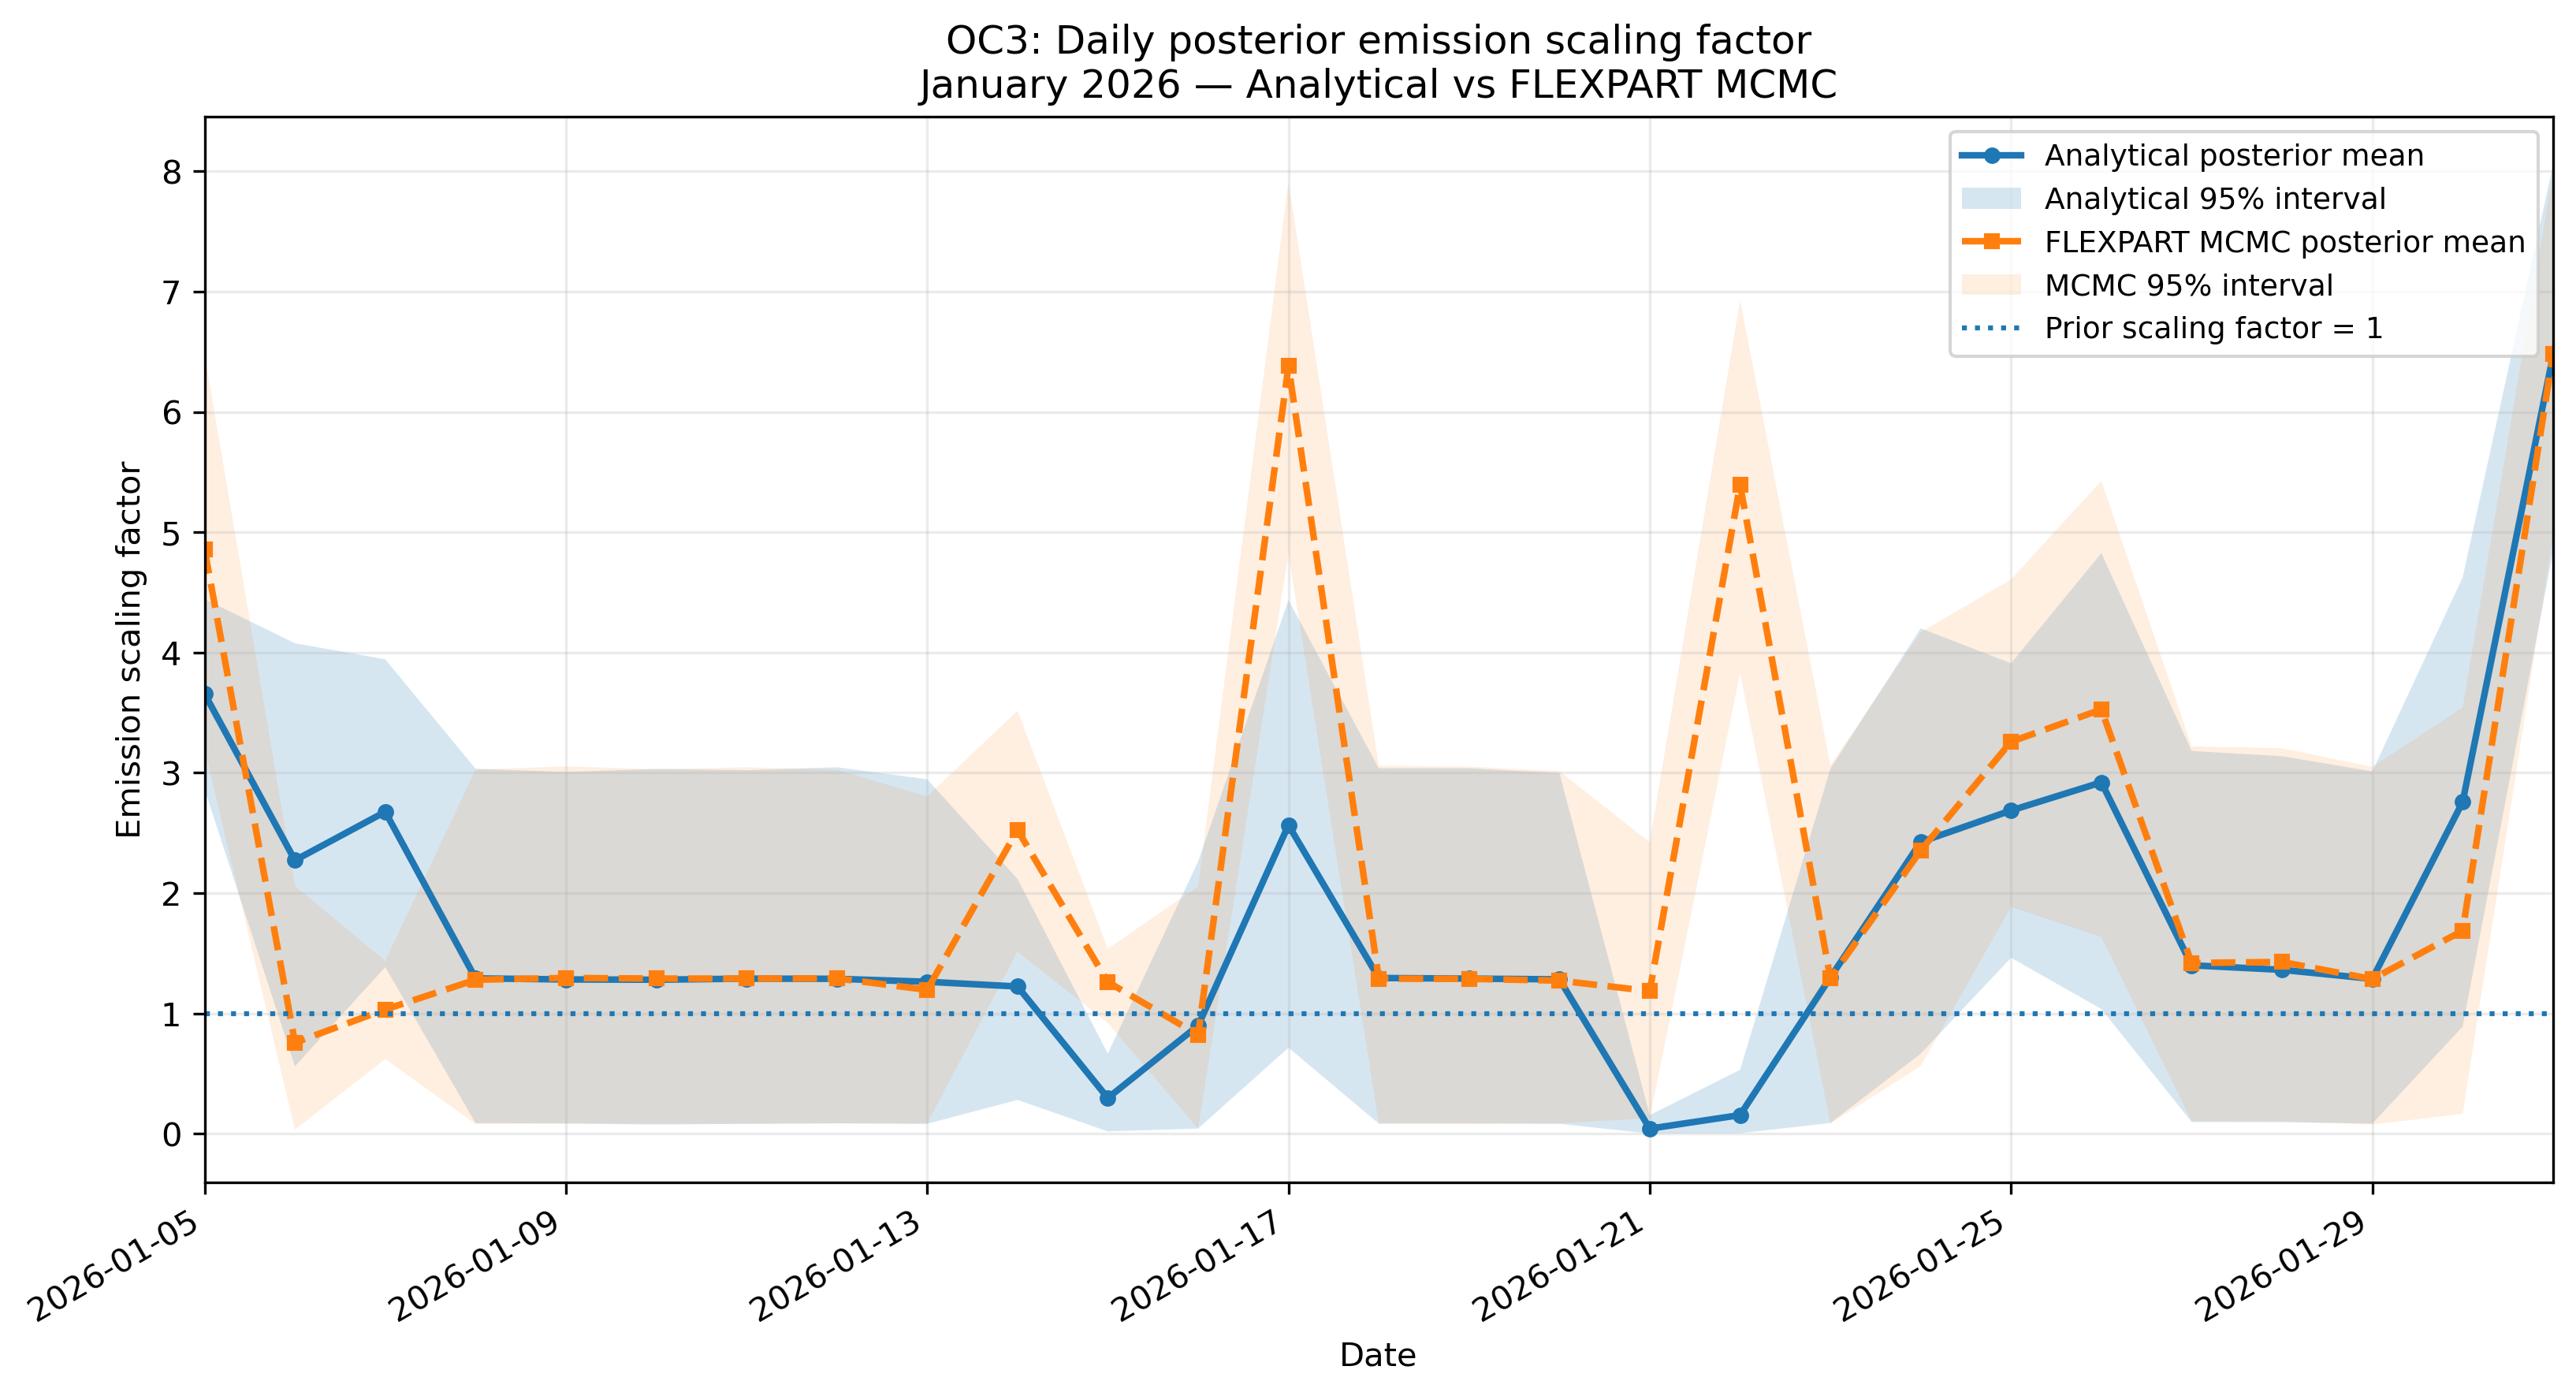 OC3: Daily posterior emission scaling factor
January 2026 — Analytical vs FLEXPART MCMC
Analytical posterior mean
Analytical 95% interval
FLEXPART MCMC posterior mean
MCMC 95% interval
Prior scaling factor = 1
Emission scaling factor
8
7
6
5
4
3
2
1
0
2026-01-05
2026-01-09
2026-01-13
2026-01-17
2026-01-21
2026-01-25
2026-01-29
Date